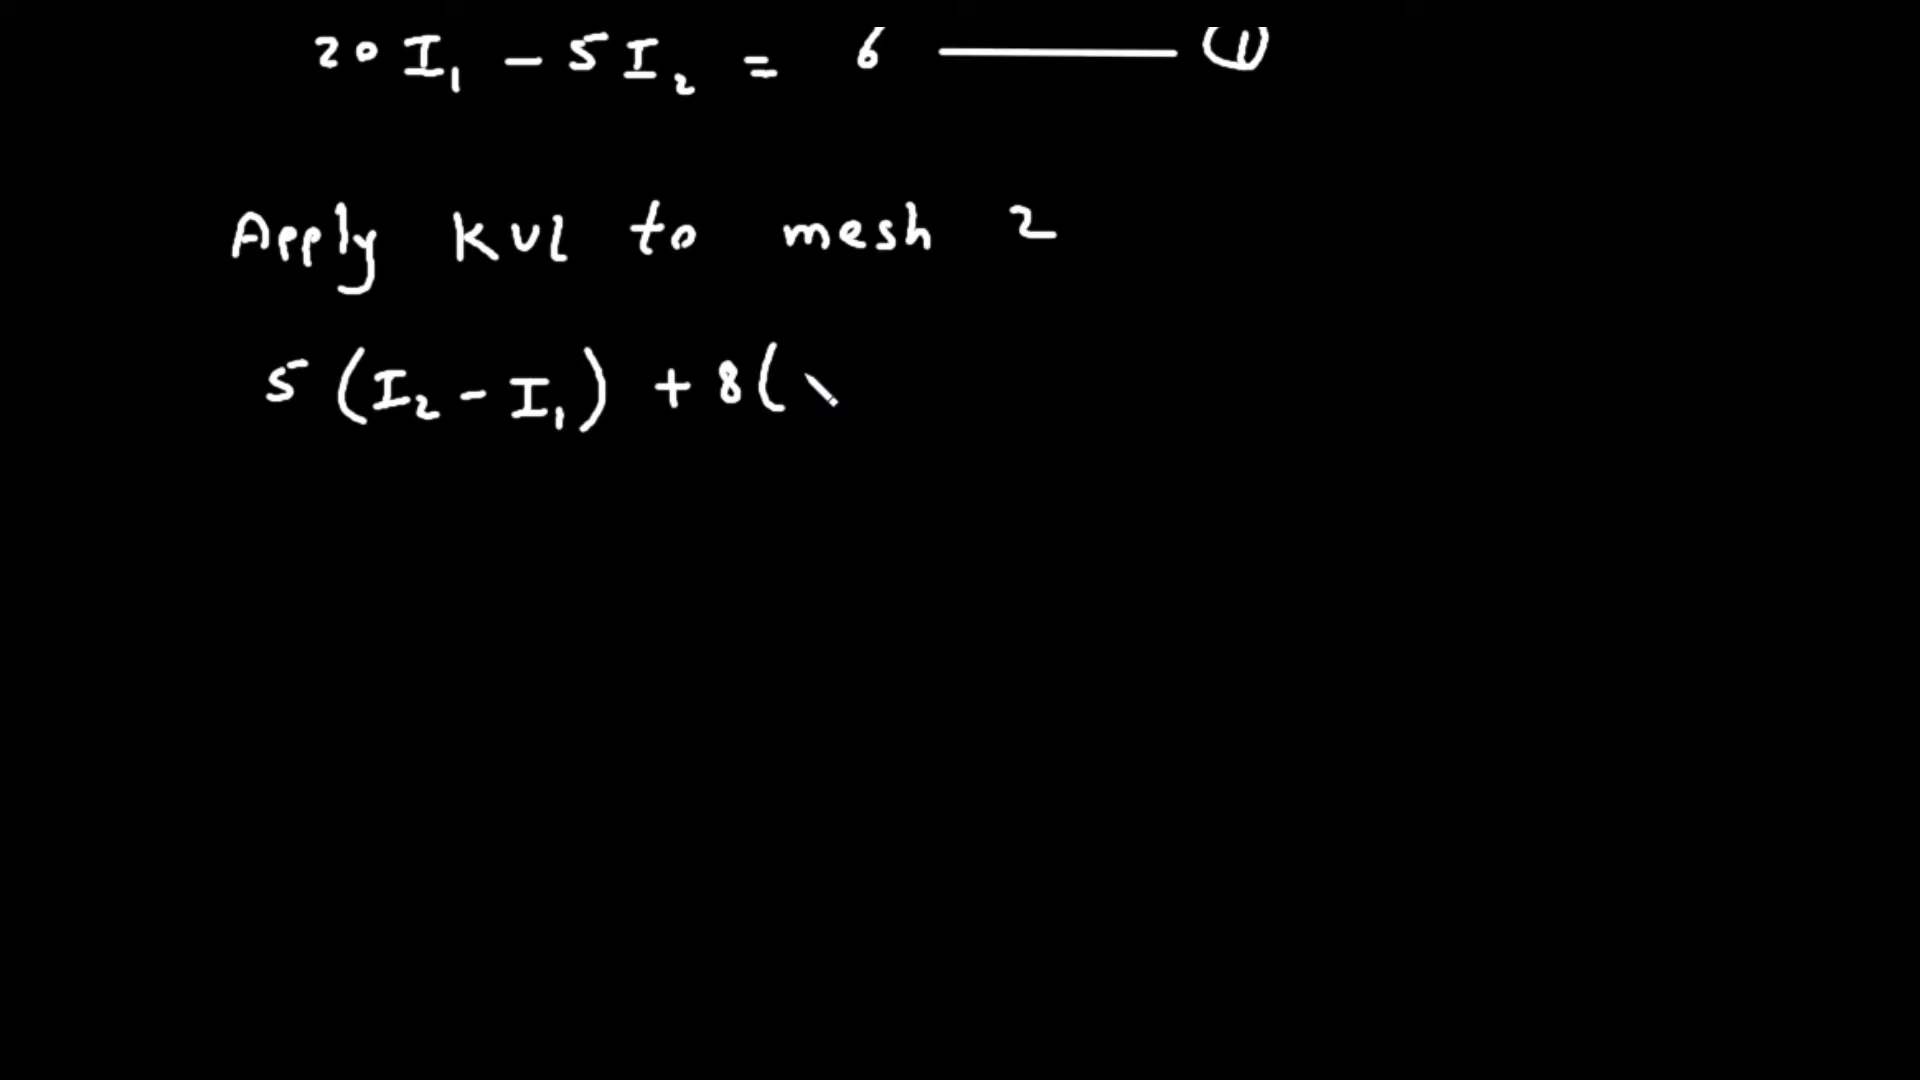 20 I₁ - 5 I₂ = 6 ——— ①
Apply KVL to mesh 2
5 (I₂ - I₁) + 8(